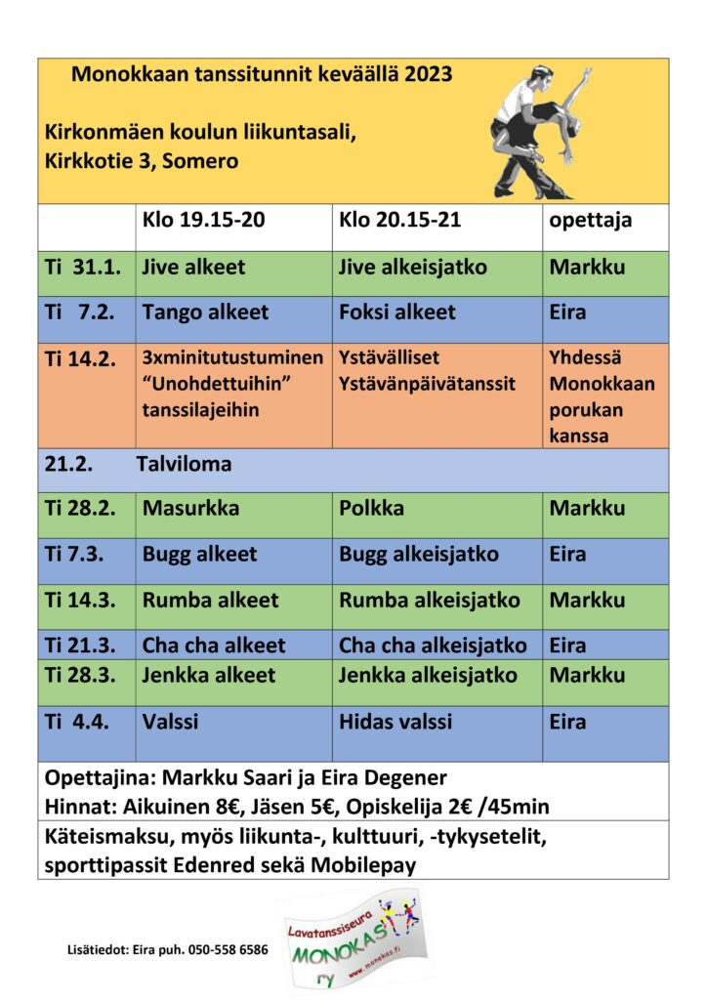 Monokkaan tanssitunnit keväällä 2023
Kirkonmäen koulun liikuntasali,
Kirkkotie 3, Somero
Klo 19.15-20 Klo 20.15-21 opettaja
Ti 31.1. Jive alkeet Jive alkeisjatko Markku
Ti 7.2. Tango alkeet Foksi alkeet Eira
Ti 14.2. 3xminitutustuminen Ystävälliset Yhdessä
“Unohdettuihin” Ystävänpäivätanssit Monokkaan
tanssilajeihin porukan
kanssa
21.2. Talviloma
Ti 28.2. Masurkka Polkka Markku
Ti 7.3. Bugg alkeet Bugg alkeisjatko Eira
Ti 14.3. Rumba alkeet Rumba alkeisjatko Markku
Ti 21.3. Cha cha alkeet Cha cha alkeisjatko Eira
Ti 28.3. Jenkka alkeet Jenkka alkeisjatko Markku
Ti 4.4. Valssi Hidas valssi Eira
Opettajina: Markku Saari ja Eira Degener
Hinnat: Aikuinen 8€, Jäsen 5€, Opiskelija 2€ /45min
Käteismaksu, myös liikunta-, kulttuuri, -tykysetelit,
sporttipassit Edenred sekä Mobilepay
Lavatanssiseura
MONOKAS
ry www.monokas.fi
Lisätiedot: Eira puh. 050-558 6586